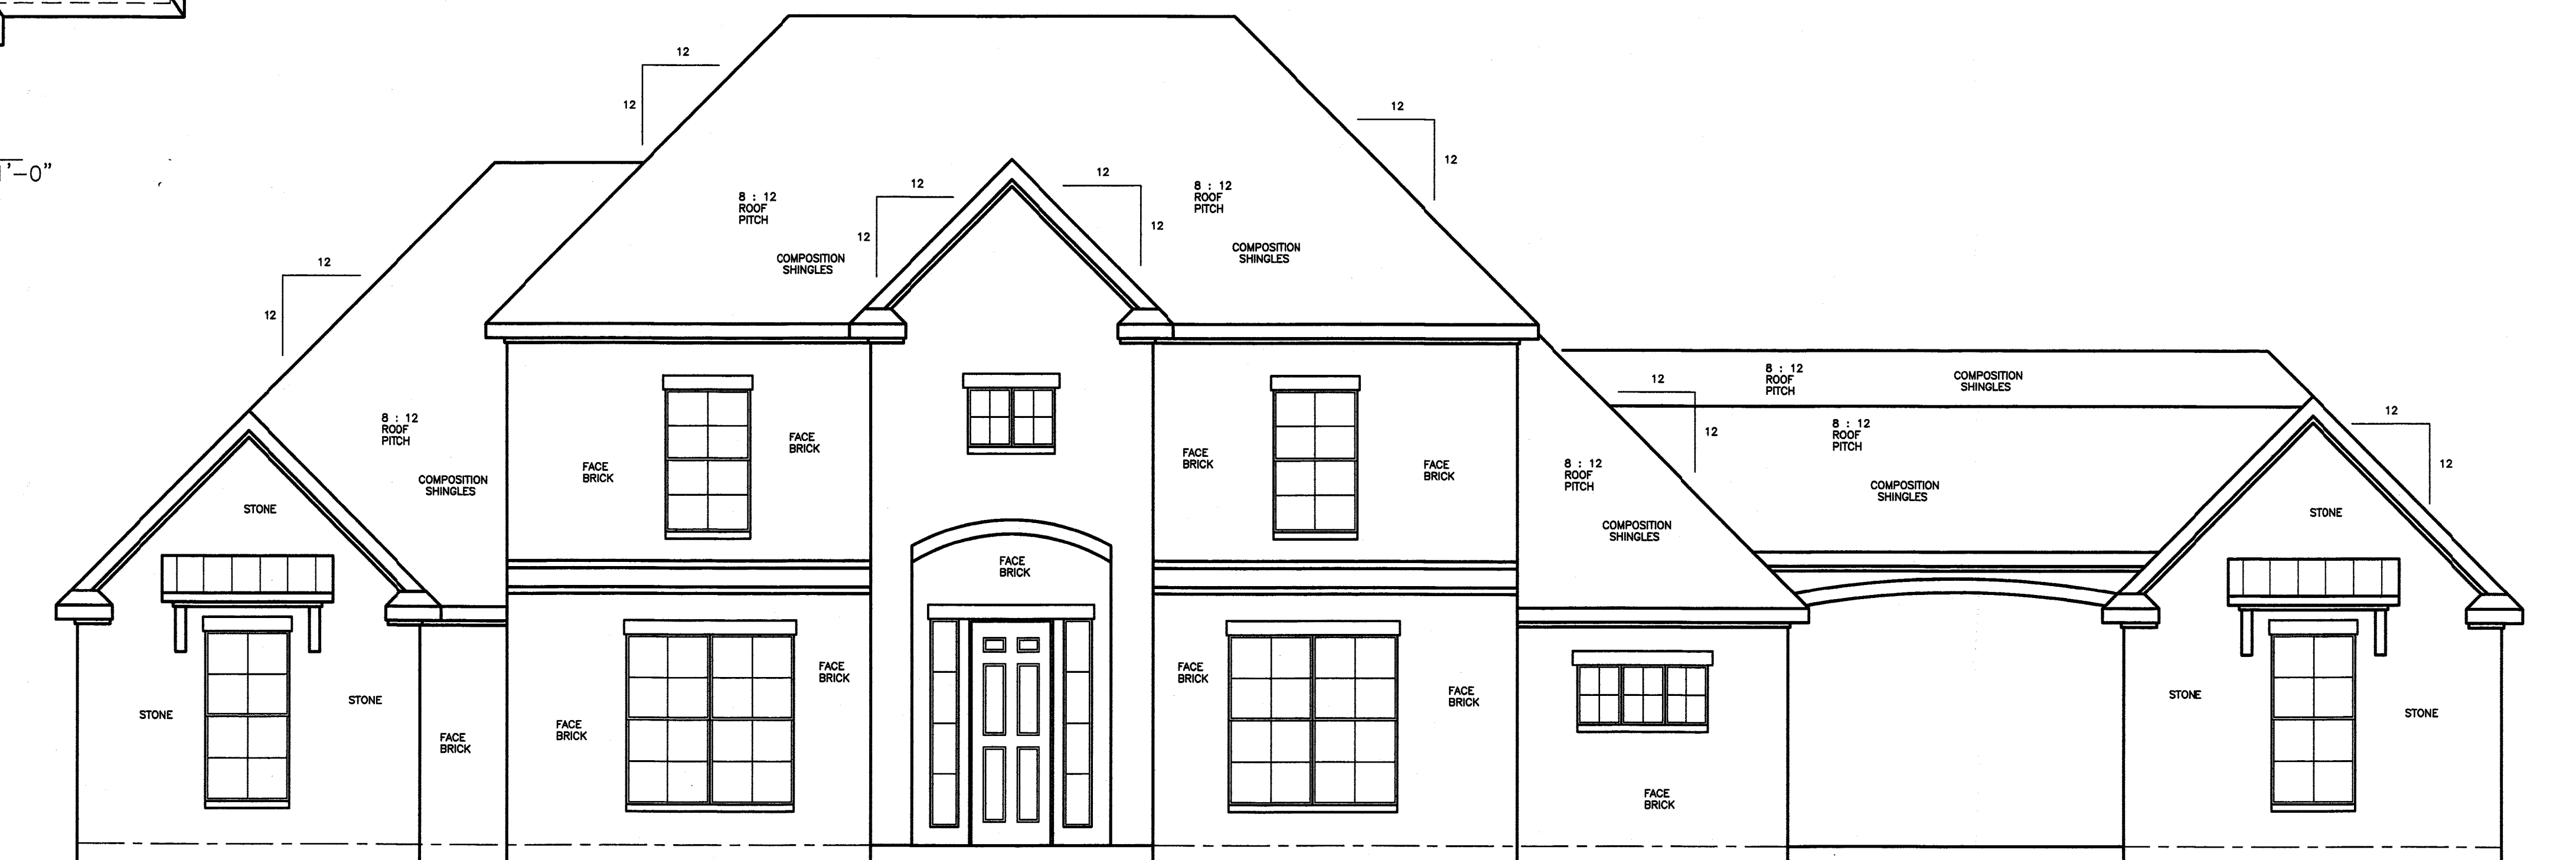 1'-0"
12
12
12
12
12
12
12
12
8 : 12
ROOF
PITCH
8 : 12
ROOF
PITCH
COMPOSITION
SHINGLES
COMPOSITION
SHINGLES
12
12
8 : 12
ROOF
PITCH
COMPOSITION
SHINGLES
12
12
12
12
8 : 12
ROOF
PITCH
8 : 12
ROOF
PITCH
FACE
BRICK
FACE
BRICK
FACE
BRICK
FACE
BRICK
8 : 12
ROOF
PITCH
COMPOSITION
SHINGLES
COMPOSITION
SHINGLES
STONE
STONE
COMPOSITION
SHINGLES
FACE
BRICK
FACE
BRICK
FACE
BRICK
STONE
STONE
FACE
BRICK
FACE
BRICK
FACE
BRICK
STONE
STONE
FACE
BRICK